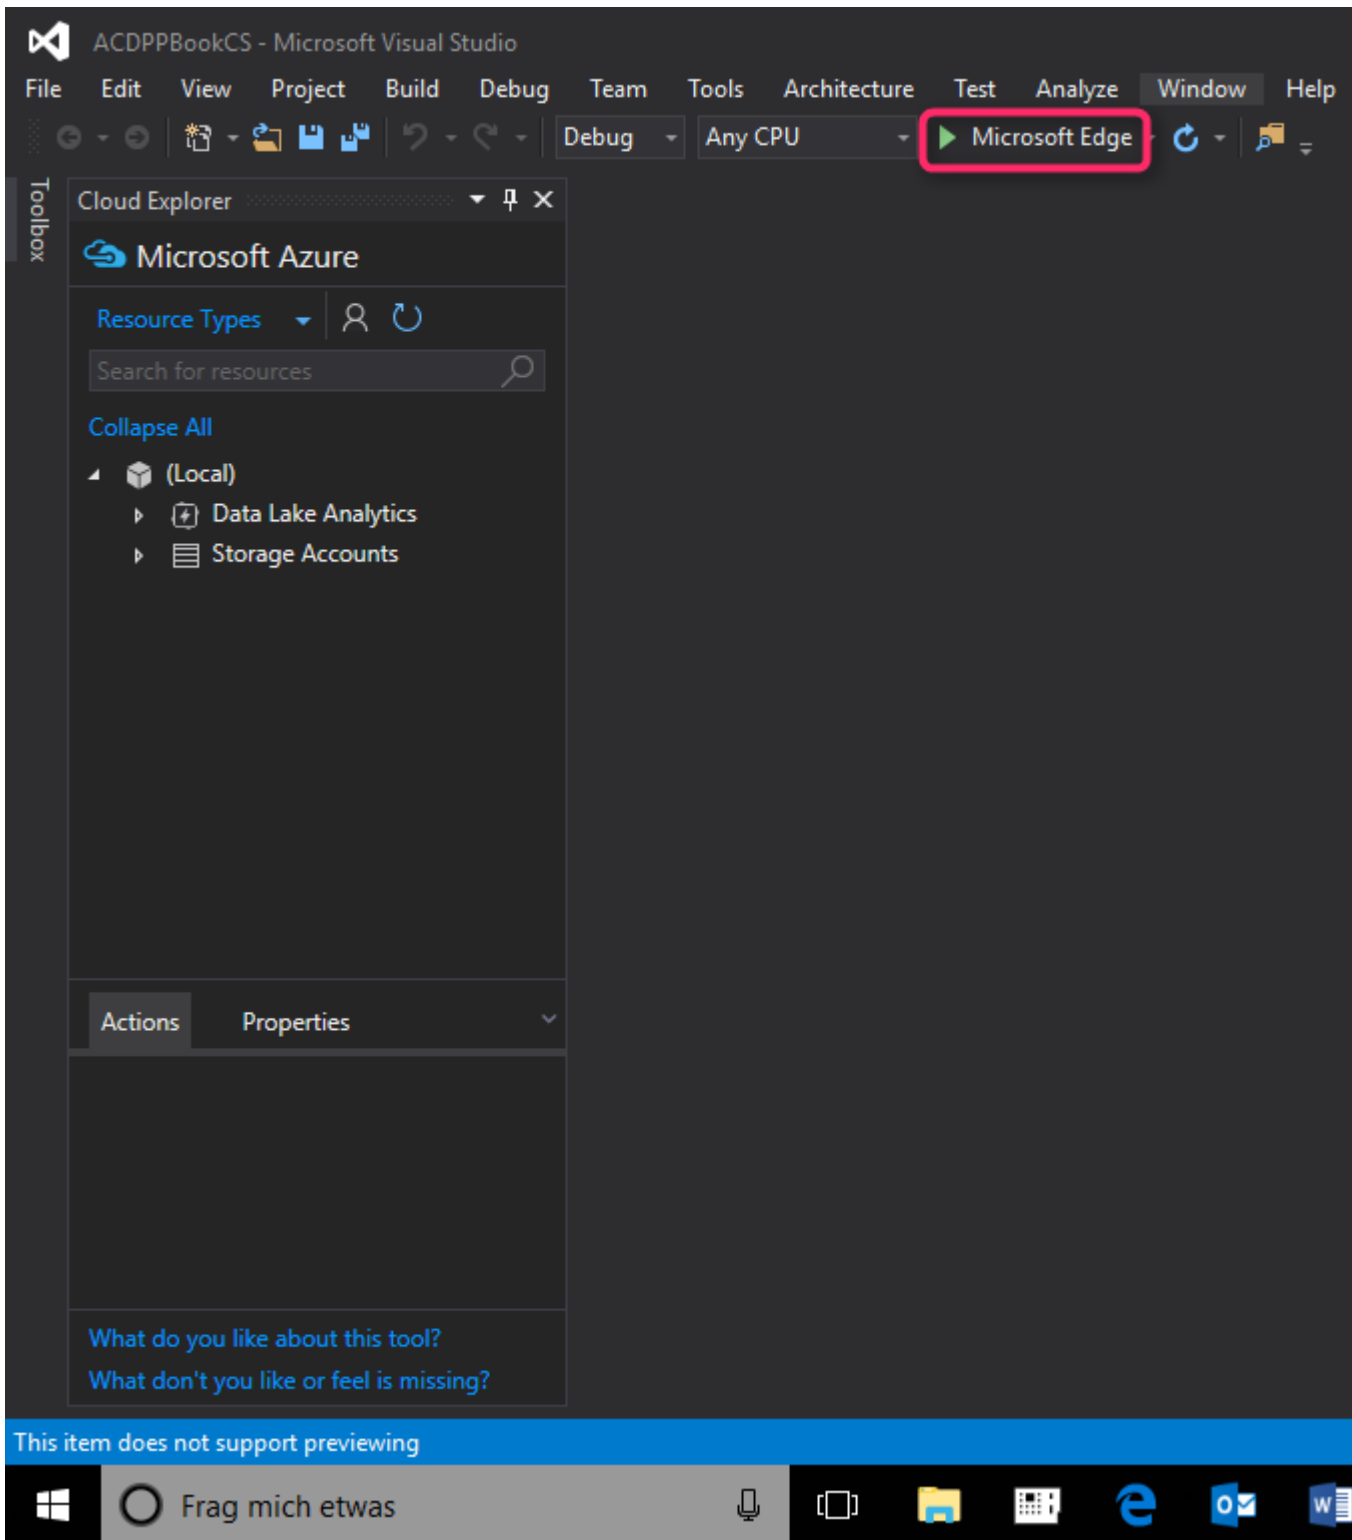 ACDPPBookCS - Microsoft Visual Studio
File Edit View Project Build Debug Team Tools Architecture Test Analyze Window Help
Debug Any CPU Microsoft Edge
Toolbox
Cloud Explorer
Microsoft Azure
Resource Types
Search for resources
Collapse All
(Local)
Data Lake Analytics
Storage Accounts
Actions Properties
What do you like about this tool?
What don't you like or feel is missing?
This item does not support previewing
Frag mich etwas